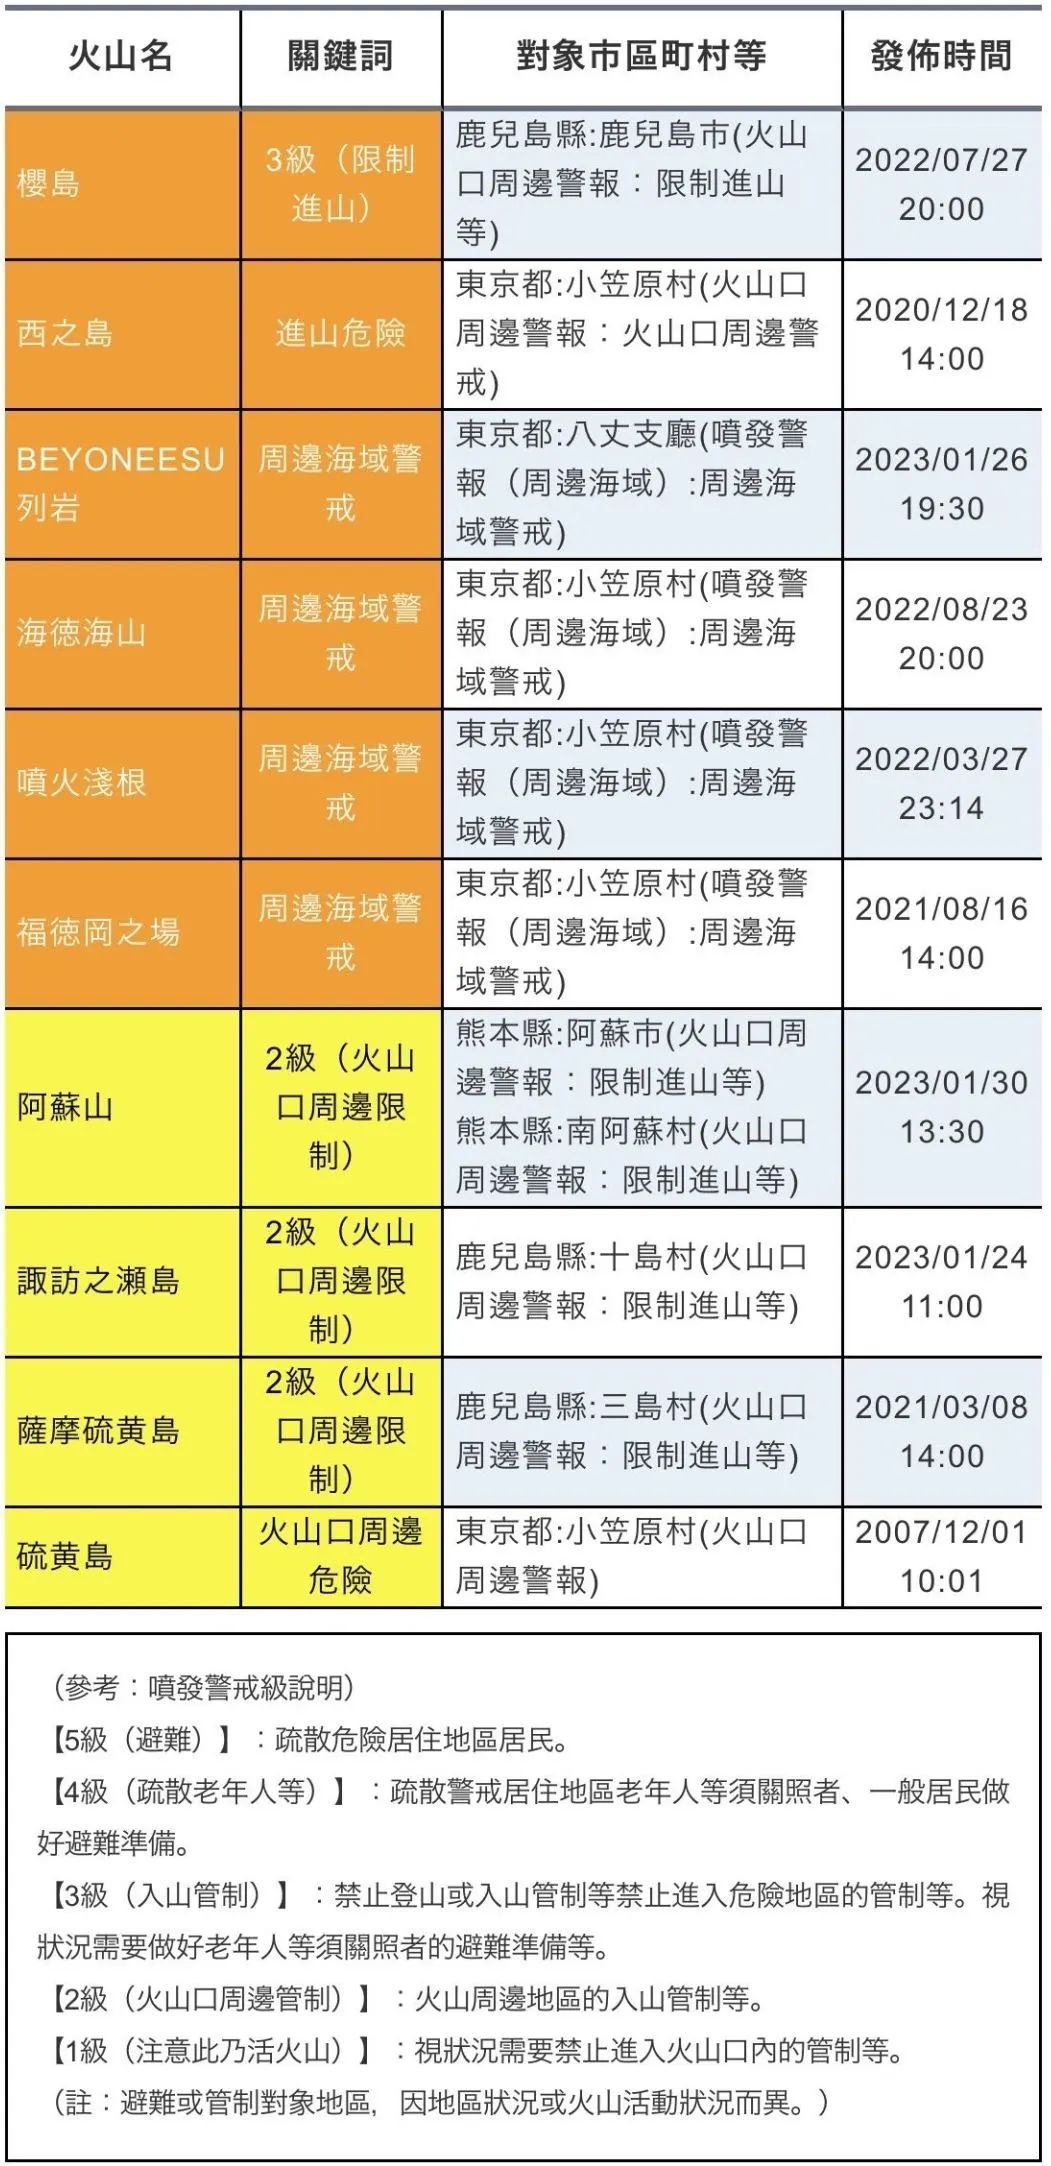 火山名
關鍵詞
對象市區町村等
發佈時間
櫻島
3級（限制
進山）
鹿兒島縣:鹿兒島市(火山
口周邊警報：限制進山
等)
2022/07/27
20:00
西之島
進山危險
東京都:小笠原村(火山口
周邊警報：火山口周邊警
戒)
2020/12/18
14:00
BEYONEESU
列岩
周邊海域警
戒
東京都:八丈支廳(噴發警
報（周邊海域）:周邊海
域警戒)
2023/01/26
19:30
海徳海山
周邊海域警
戒
東京都:小笠原村(噴發警
報（周邊海域）:周邊海
域警戒)
2022/08/23
20:00
噴火淺根
周邊海域警
戒
東京都:小笠原村(噴發警
報（周邊海域）:周邊海
域警戒)
2022/03/27
23:14
福徳岡之場
周邊海域警
戒
東京都:小笠原村(噴發警
報（周邊海域）:周邊海
域警戒)
2021/08/16
14:00
阿蘇山
2級（火山
口周邊限
制）
熊本縣:阿蘇市(火山口周
邊警報：限制進山等)
熊本縣:南阿蘇村(火山口
周邊警報：限制進山等)
2023/01/30
13:30
諏訪之瀬島
2級（火山
口周邊限
制）
鹿兒島縣:十島村(火山口
周邊警報：限制進山等)
2023/01/24
11:00
薩摩硫黄島
2級（火山
口周邊限
制）
鹿兒島縣:三島村(火山口
周邊警報：限制進山等)
2021/03/08
14:00
硫黄島
火山口周邊
危險
東京都:小笠原村(火山口
周邊警報)
2007/12/01
10:01
（參考：噴發警戒級說明）
【5級（避難）】：疏散危險居住地區居民。
【4級（疏散老年人等）】：疏散警戒居住地區老年人等須關照者、一般居民做
好避難準備。
【3級（入山管制）】：禁止登山或入山管制等禁止進入危險地區的管制等。視
狀況需要做好老年人等須關照者的避難準備等。
【2級（火山口周邊管制）】：火山周邊地區的入山管制等。
【1級（注意此乃活火山）】：視狀況需要禁止進入火山口內的管制等。
（註：避難或管制對象地區，因地區狀況或火山活動狀況而異。）